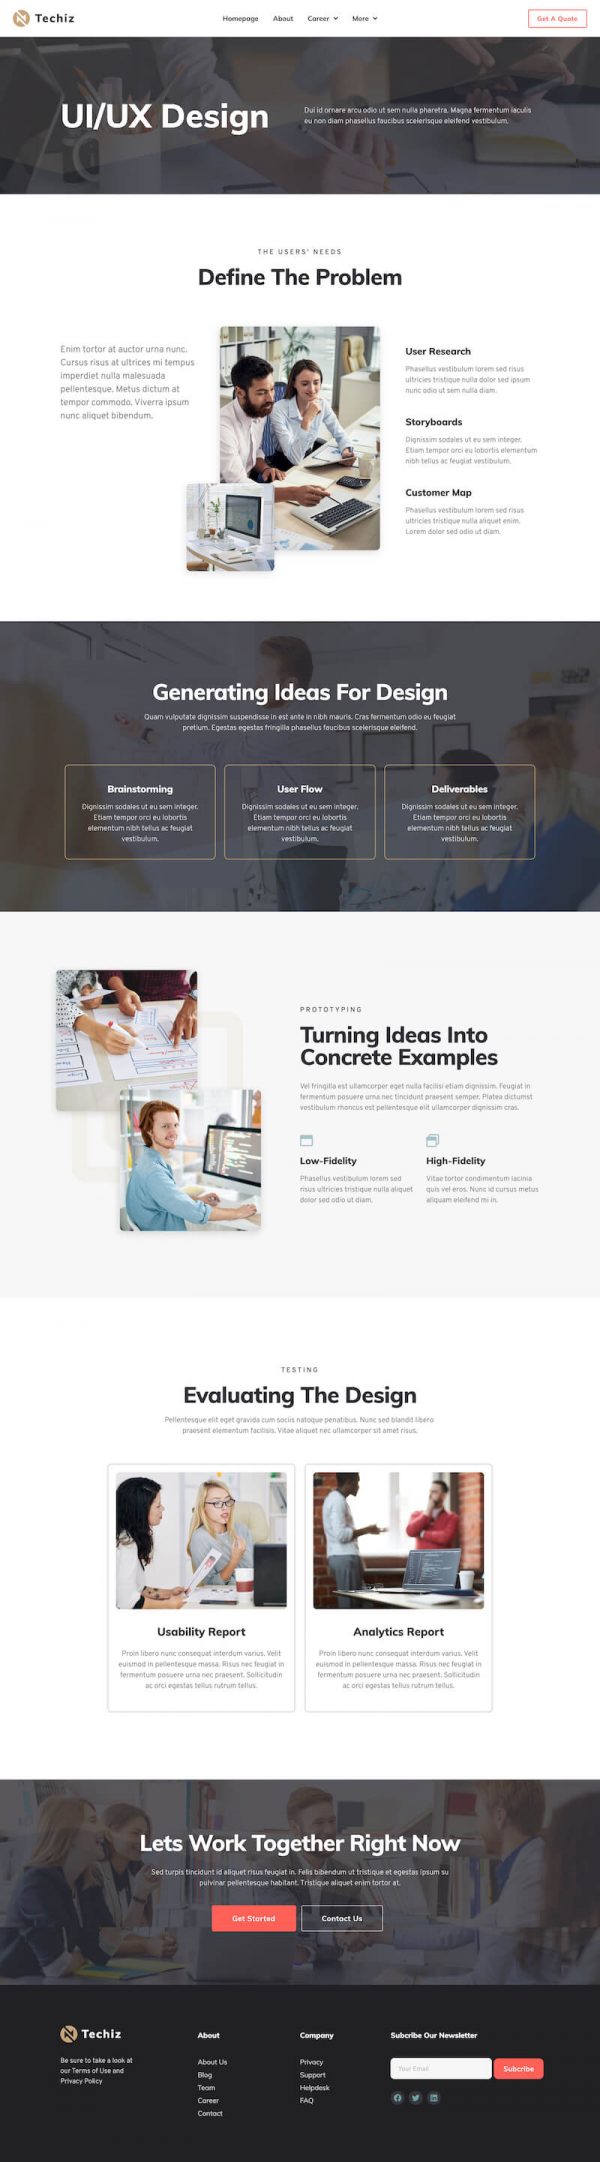 Techiz
Homepage
About
Career
More
Get A Quote
UI/UX Design
Dui id ornare arcu odio ut sem nulla pharetra. Magna fermentum iaculis
eu non diam phasellus faucibus scelerisque eleifend vestibulum.
THE USERS' NEEDS
Define The Problem
Enim tortor at auctor urna nunc.
Cursus risus at ultrices mi tempus
imperdiet nulla malesuada
pellentesque. Metus dictum at
tempor commodo. Viverra ipsum
nunc aliquet bibendum.
User Research
Phasellus vestibulum lorem sed risus
ultricies tristique nulla dolor sed ipsum
nunc odio ut sem nulla diam.
Storyboards
Dignissim sodales ut eu sem integer.
Etiam tempor orci eu lobortis elementum
nibh tellus ac feugiat vestibulum.
Customer Map
Phasellus vestibulum lorem sed risus
ultricies tristique nulla aliquet enim.
Lorem dolor sed odio ut diam.
Generating Ideas For Design
Quam vulputate dignissim suspendisse in est ante in nibh mauris. Cras fermentum odio eu feugiat
pretium. Egestas egestas fringilla phasellus faucibus scelerisque eleifend.
Brainstorming
Dignissim sodales ut eu sem integer.
Etiam tempor orci eu lobortis
elementum nibh tellus ac feugiat
vestibulum.
User Flow
Dignissim sodales ut eu sem integer.
Etiam tempor orci eu lobortis
elementum nibh tellus ac feugiat
vestibulum.
Deliverables
Dignissim sodales ut eu sem integer.
Etiam tempor orci eu lobortis
elementum nibh tellus ac feugiat
vestibulum.
PROTOTYPING
Turning Ideas Into
Concrete Examples
Vel fringilla est ullamcorper eget nulla facilisi etiam dignissim. Feugiat in
fermentum posuere urna nec tincidunt praesent semper. Platea dictumst
vestibulum rhoncus est pellentesque elit ullamcorper dignissim cras.
Low-Fidelity
Phasellus vestibulum lorem sed
risus ultricies tristique nulla aliquet
dolor sed odio ut diam.
High-Fidelity
Vitae tortor condimentum lacinia
quis vel eros. Nunc id cursus metus
aliquam eleifend mi in.
TESTING
Evaluating The Design
Pellentesque elit eget gravida cum sociis natoque penatibus. Nunc sed blandit libero
praesent elementum facilisis. Vitae aliquet nec ullamcorper sit amet risus.
Usability Report
Proin libero nunc consequat interdum varius. Velit
euismod in pellentesque massa. Risus nec feugiat in
fermentum posuere urna nec praesent. Sollicitudin
ac orci egestas tellus rutrum tellus.
Analytics Report
Proin libero nunc consequat interdum varius. Velit
euismod in pellentesque massa. Risus nec feugiat in
fermentum posuere urna nec praesent. Sollicitudin
ac orci egestas tellus rutrum tellus.
Lets Work Together Right Now
Sed turpis tincidunt id aliquet risus feugiat in. Felis bibendum ut tristique et egestas ipsum su
pulvinar pellentesque habitant. Tristique aliquet enim tortor at.
Get Started
Contact Us
Techiz
Be sure to take a look at
our Terms of Use and
Privacy Policy
About
About Us
Blog
Team
Career
Contact
Company
Privacy
Support
Helpdesk
FAQ
Subcribe Our Newsletter
Your Email
Subcribe